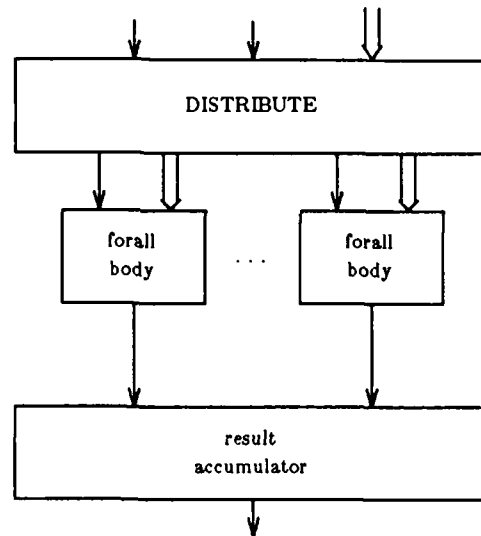 DISTRIBUTE
forall
body
. . .
forall
body
result
accumulator